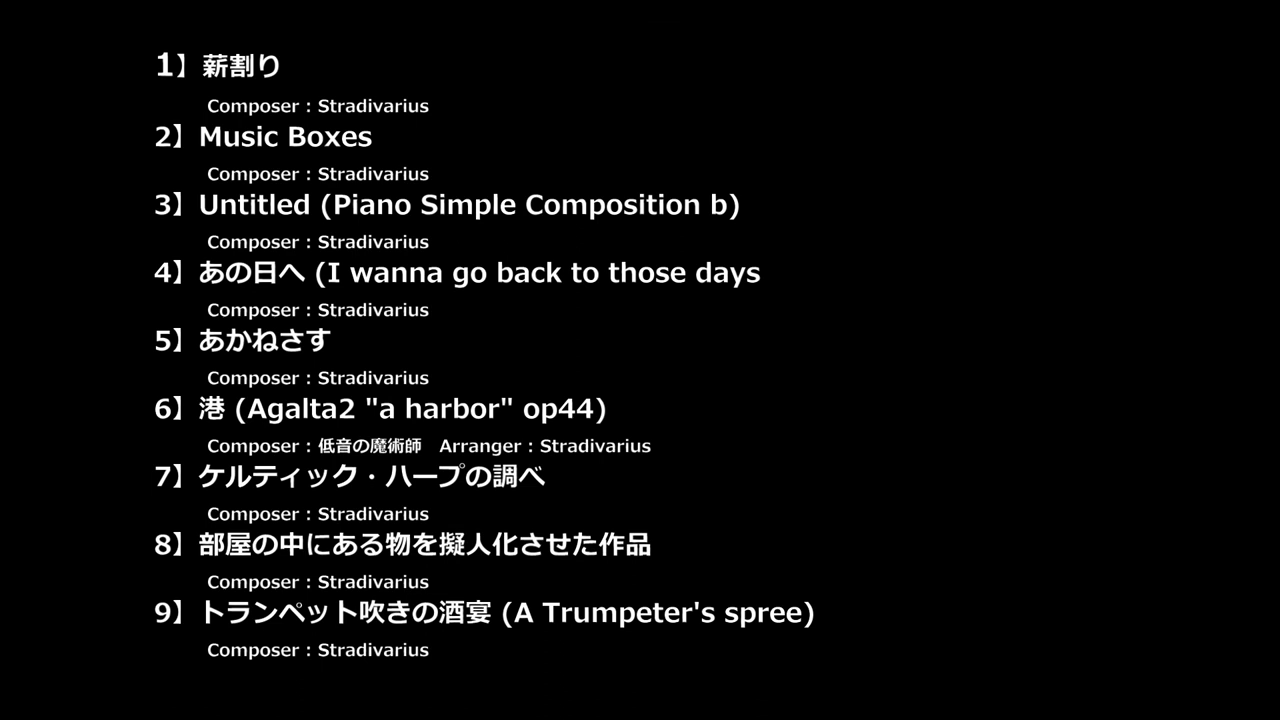 1】薪割り
Composer : Stradivarius
2】Music Boxes
Composer : Stradivarius
3】Untitled (Piano Simple Composition b)
Composer : Stradivarius
4】あの日へ (I wanna go back to those days
Composer : Stradivarius
5】あかねさす
Composer : Stradivarius
6】港 (Agalta2 "a harbor" op44)
Composer : 低音の魔術師　Arranger : Stradivarius
7】ケルティック・ハープの調べ
Composer : Stradivarius
8】部屋の中にある物を擬人化させた作品
Composer : Stradivarius
9】トランペット吹きの酒宴 (A Trumpeter's spree)
Composer : Stradivarius